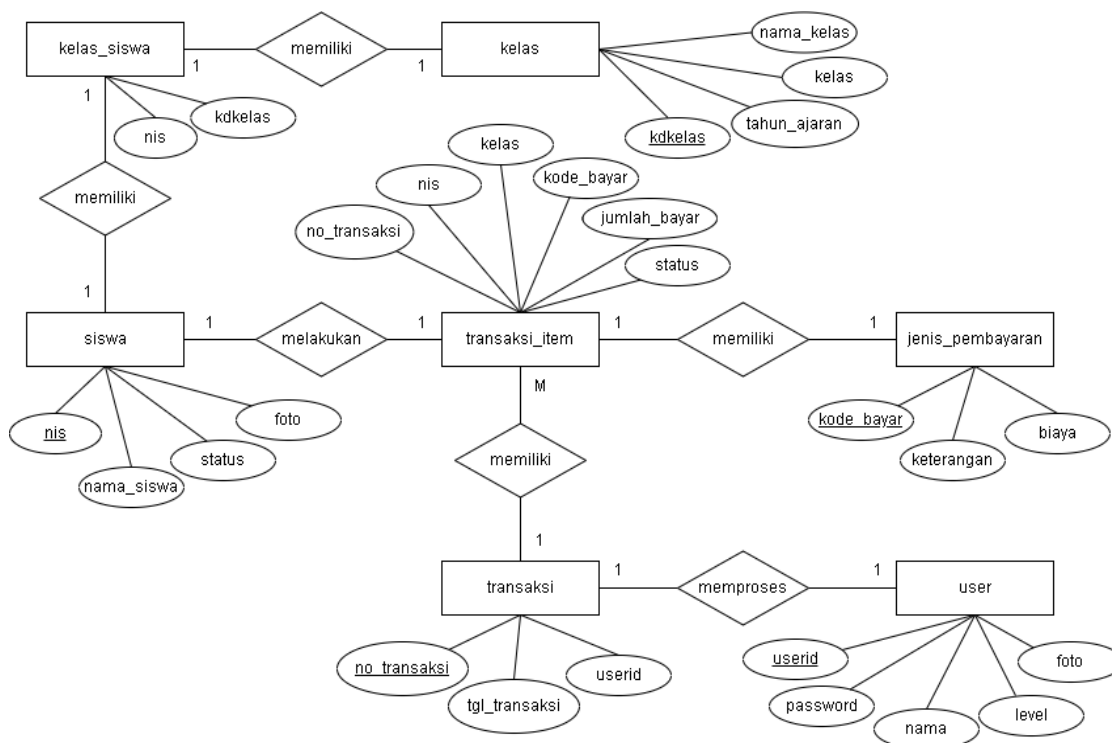 kelas_siswa
1
memiliki
1
kelas
nama_kelas
kelas
tahun_ajaran
kdkelas
1
nis
kdkelas
memiliki
1
no_transaksi
nis
kelas
kode_bayar
jumlah_bayar
status
siswa
1
melakukan
1
transaksi_item
1
memiliki
1
jenis_pembayaran
nis
nama_siswa
status
foto
M
memiliki
1
kode_bayar
keterangan
biaya
transaksi
1
memproses
1
user
no_transaksi
tgl_transaksi
userid
userid
password
nama
level
foto